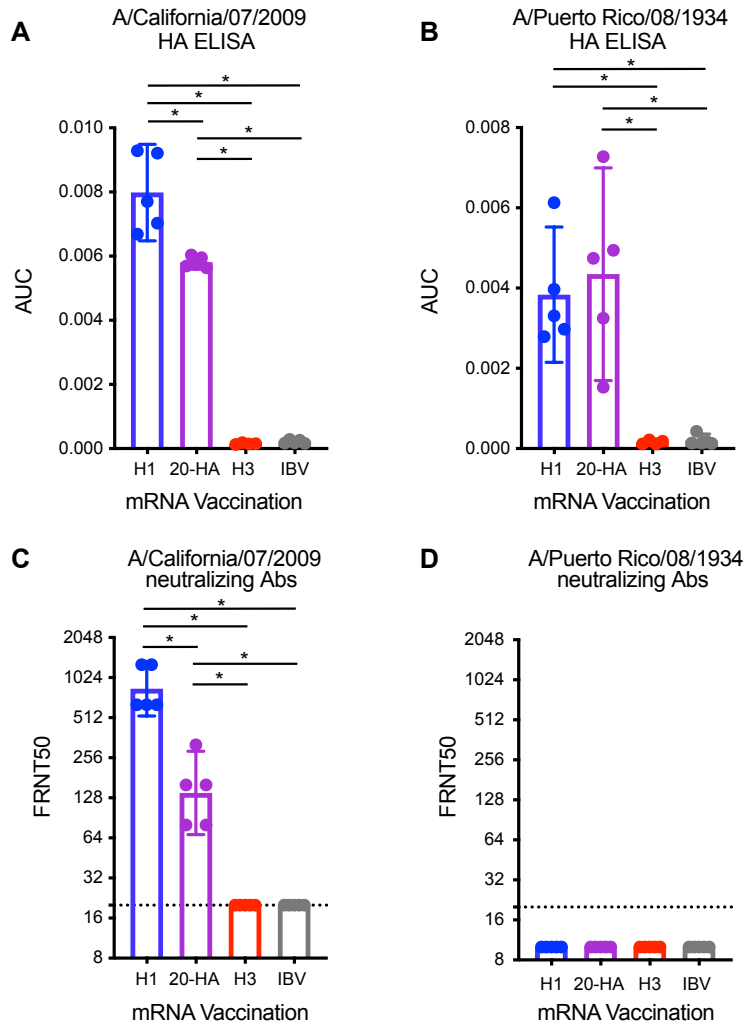 A
A/California/07/2009
HA ELISA
*
*
*
*
*
0.010
0.008
0.006
0.004
0.002
0.000
AUC
H1 20-HA H3 IBV
mRNA Vaccination
B
A/Puerto Rico/08/1934
HA ELISA
*
*
*
*
0.008
0.006
0.004
0.002
0.000
AUC
H1 20-HA H3 IBV
mRNA Vaccination
C
A/California/07/2009
neutralizing Abs
*
*
*
*
*
2048
1024
512
256
128
64
32
16
8
FRNT50
H1 20-HA H3 IBV
mRNA Vaccination
D
A/Puerto Rico/08/1934
neutralizing Abs
2048
1024
512
256
128
64
32
16
8
FRNT50
H1 20-HA H3 IBV
mRNA Vaccination